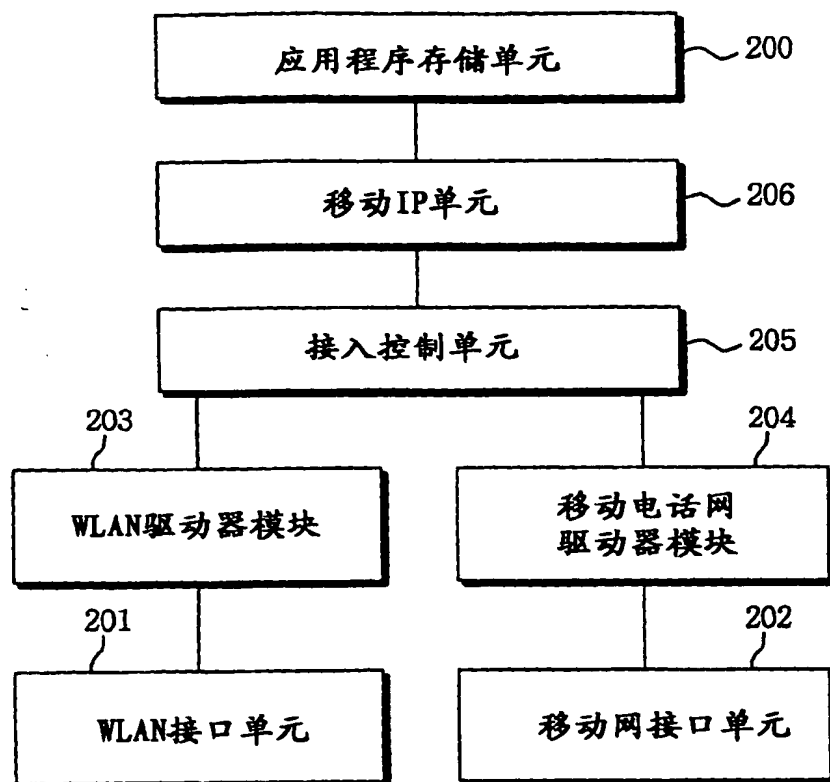 应用程序存储单元
200
移动IP单元
206
接入控制单元
205
203
204
WLAN驱动器模块
移动电话网
驱动器模块
201
202
WLAN接口单元
移动网接口单元